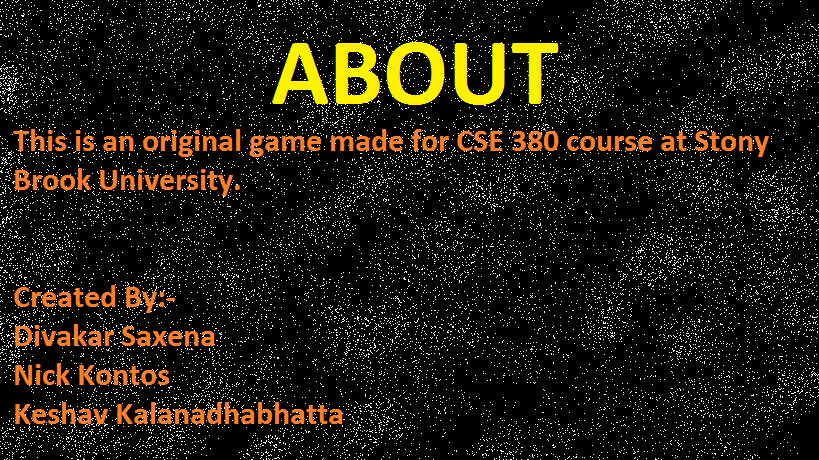 ABOUT
This is an original game made for CSE 380 course at Stony
Brook University.
Created By:-
Divakar Saxena
Nick Kontos
Keshav Kalanadhabhatta